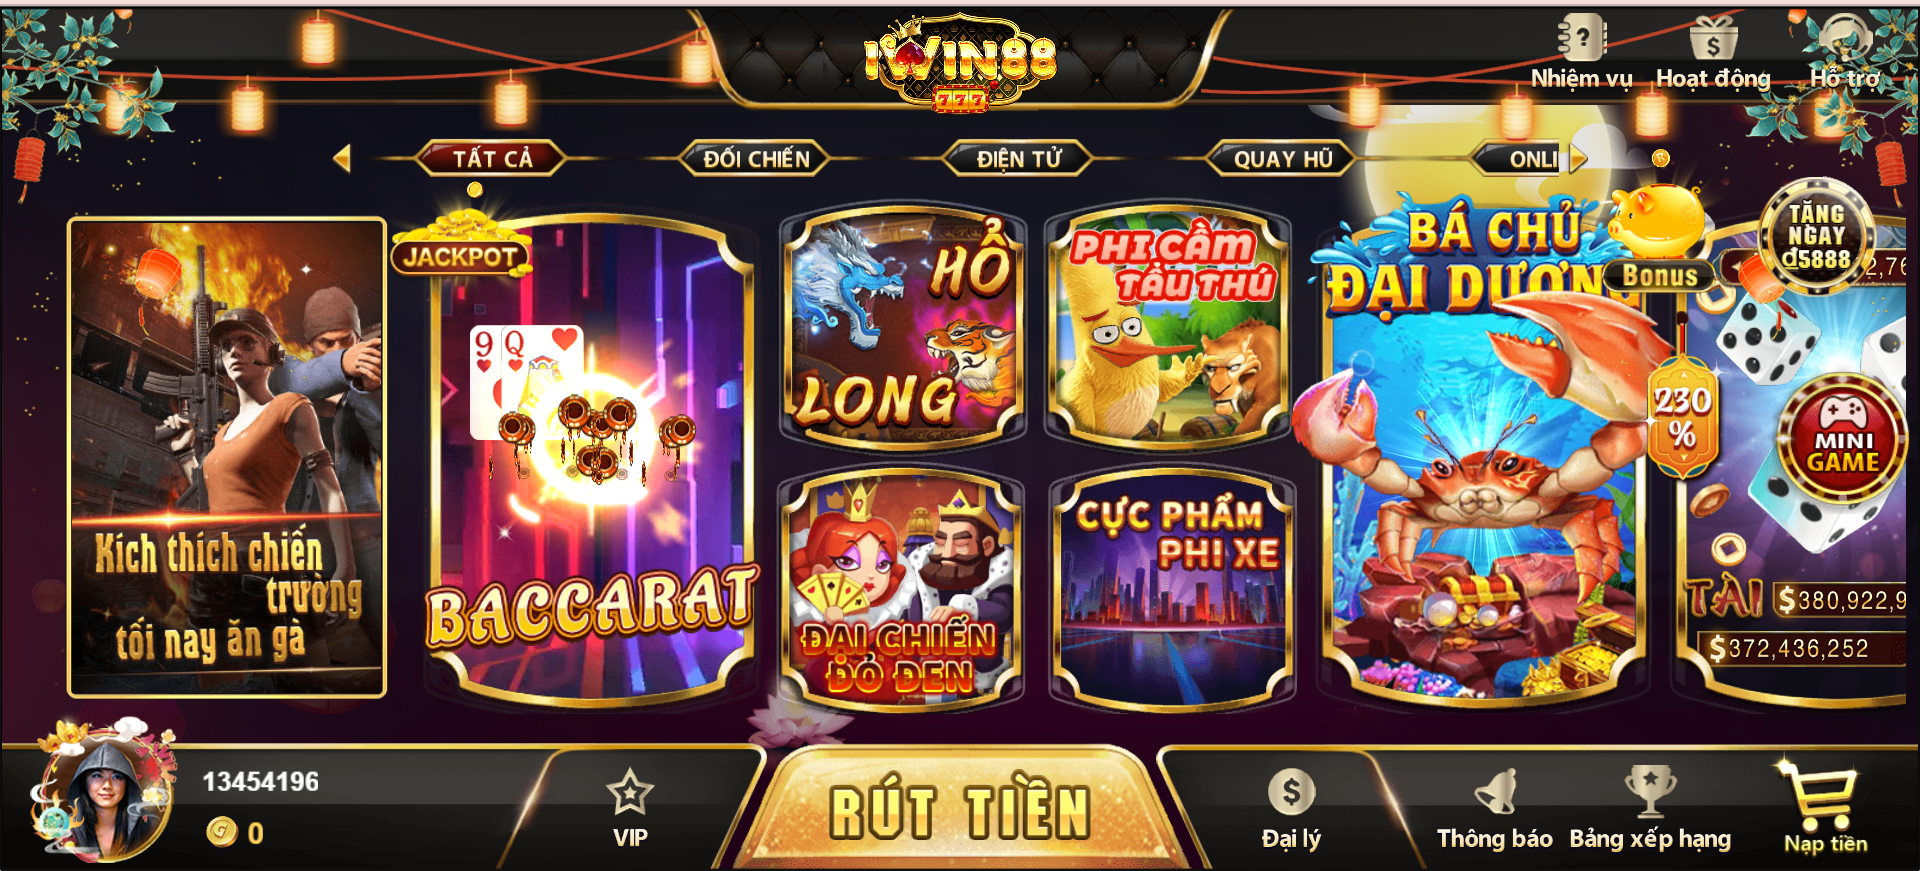 IWIN88
777
Nhiệm vụ
Hoạt động
Hỗ trợ
TẤT CẢ
ĐỐI CHIẾN
ĐIỆN TỬ
QUAY HŨ
ONLI
Kích thích chiến
trường
tối nay ăn gà
JACKPOT
9 Q
BACCARAT
HỔ
LONG
PHI CẦM
TẨU THÚ
ĐẠI CHIẾN
ĐỎ ĐEN
CỰC PHẨM
PHI XE
BÁ CHỦ
ĐẠI DƯƠNG
Bonus
TẶNG
NGAY
đ5888
2,76
230
%
MINI
GAME
TÀI
$380,922,9
$372,436,252
13454196
G 0
VIP
RÚT TIỀN
$
Đại lý
Thông báo
Bảng xếp hạng
Nạp tiền